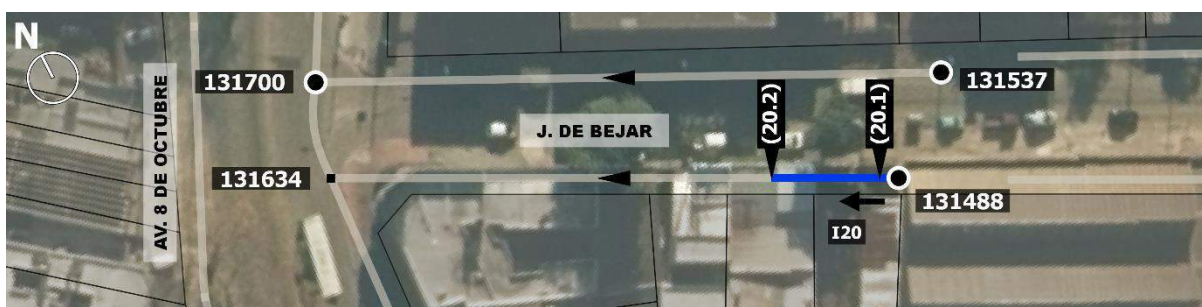 N
131700
131537
AV. 8 DE OCTUBRE
J. DE BEJAR
(20.2)
(20.1)
131634
131488
I20